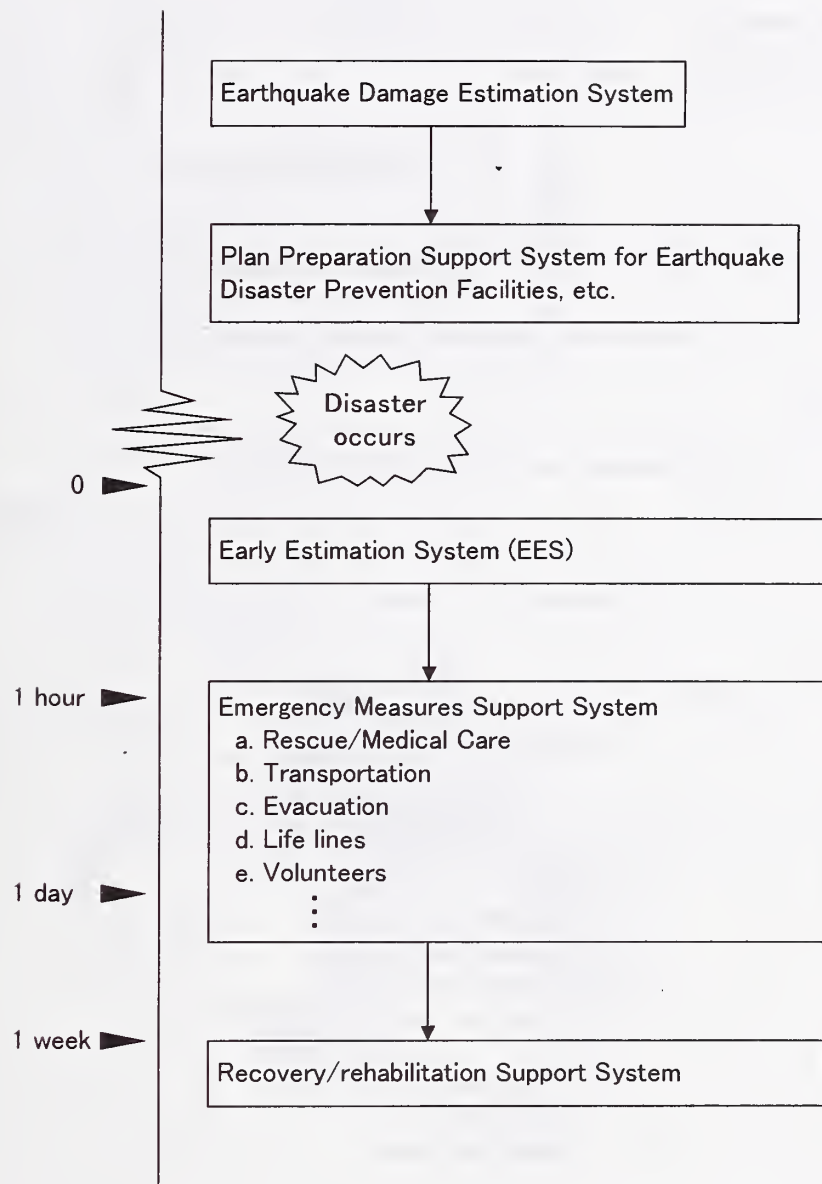 Earthquake Damage Estimation System
Plan Preparation Support System for Earthquake
Disaster Prevention Facilities, etc.
Disaster
occurs
0
Early Estimation System (EES)
1 hour
Emergency Measures Support System
a. Rescue/Medical Care
b. Transportation
c. Evacuation
d. Life lines
e. Volunteers
1 day
1 week
Recovery/rehabilitation Support System